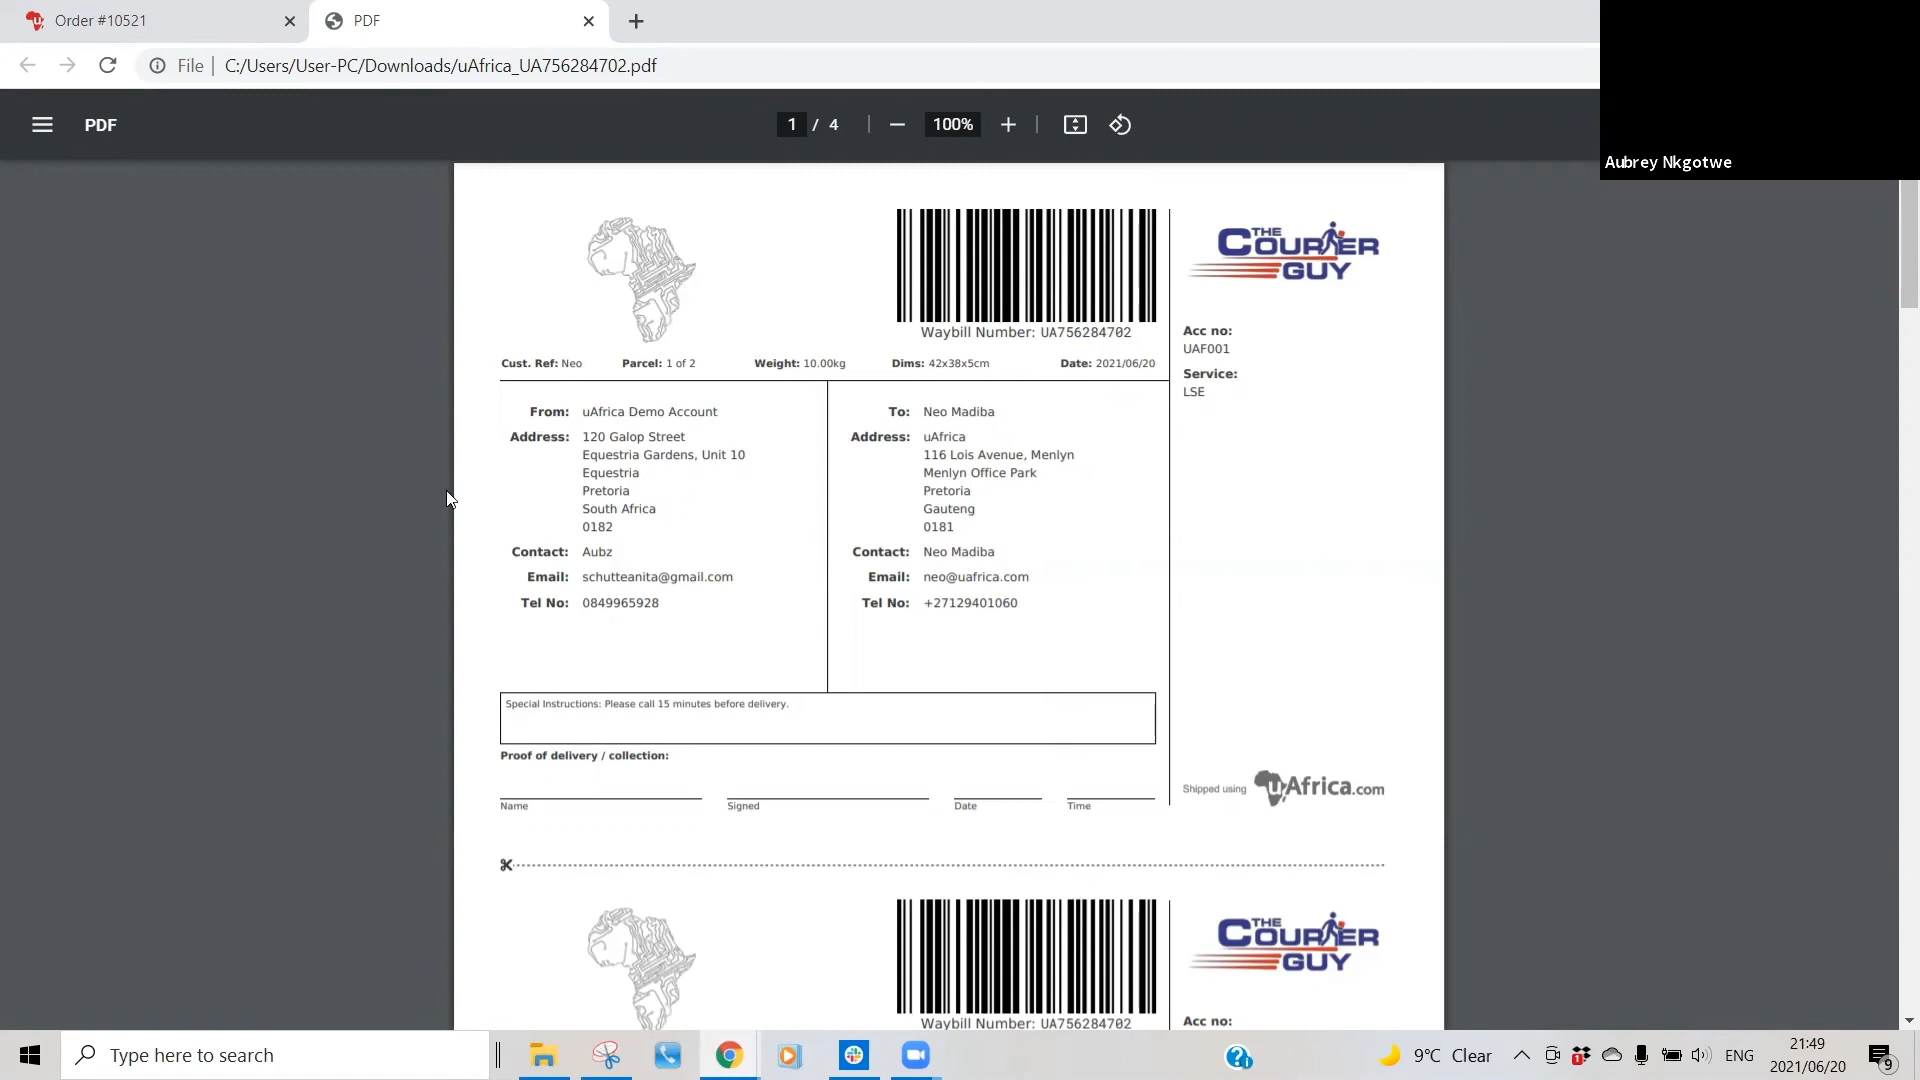 Order #10521
PDF
File
C:/Users/User-PC/Downloads/uAfrica_UA756284702.pdf
PDF
1 / 4
100%
Aubrey Nkgotwe
Waybill Number: UA756284702
THE COURIER GUY
Cust. Ref: Neo Parcel: 1 of 2 Weight: 10.00kg Dims: 42x38x5cm Date: 2021/06/20
Acc no:
UAF001
Service:
LSE
From: uAfrica Demo Account
Address: 120 Galop Street
Equestria Gardens, Unit 10
Equestria
Pretoria
South Africa
0182
Contact: Aubz
Email: schutteanita@gmail.com
Tel No: 0849965928
To: Neo Madiba
Address: uAfrica
116 Lois Avenue, Menlyn
Menlyn Office Park
Pretoria
Gauteng
0181
Contact: Neo Madiba
Email: neo@uafrica.com
Tel No: +27129401060
Special Instructions: Please call 15 minutes before delivery.
Proof of delivery / collection:
Name Signed Date Time
Shipped using uAfrica.com
Waybill Number: UA756284702
THE COURIER GUY
Acc no:
Type here to search
9°C Clear
1
ENG
21:49
2021/06/20
9